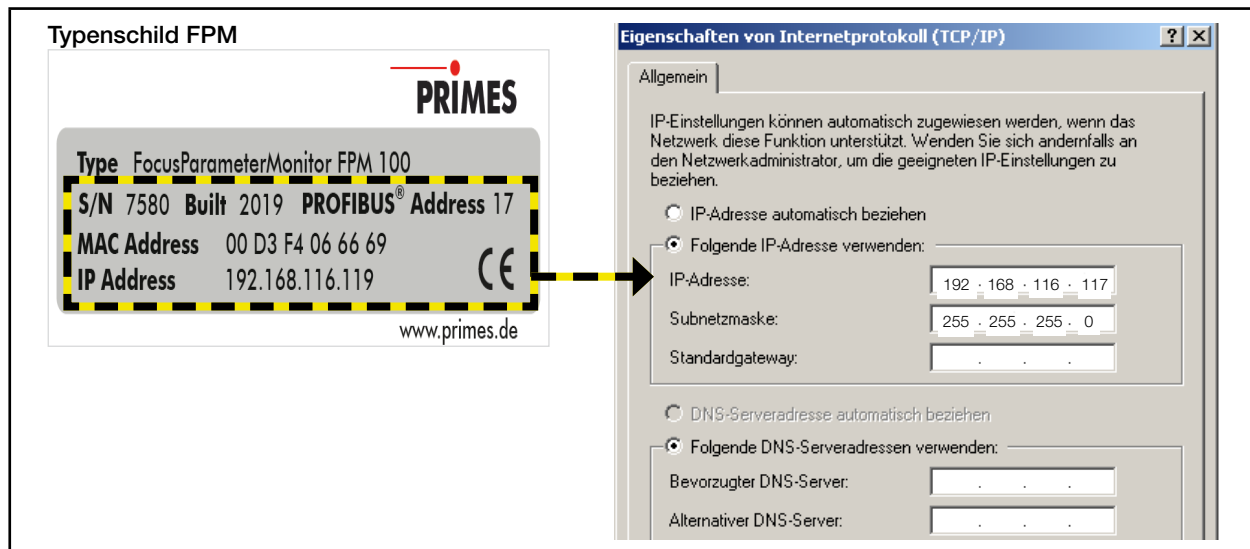 Typenschild FPM
PRIMES
Type FocusParameterMonitor FPM 100
S/N 7580 Built 2019 PROFIBUS® Address 17
MAC Address 00 D3 F4 06 66 69
IP Address 192.168.116.119
CE
www.primes.de
Eigenschaften von Internetprotokoll (TCP/IP)
? ×
Allgemein
IP-Einstellungen können automatisch zugewiesen werden, wenn das
Netzwerk diese Funktion unterstützt. Wenden Sie sich andernfalls an
den Netzwerkadministrator, um die geeigneten IP-Einstellungen zu
beziehen.
IP-Adresse automatisch beziehen
Folgende IP-Adresse verwenden:
IP-Adresse: 192 . 168 . 116 . 117
Subnetzmaske: 255 . 255 . 255 . 0
Standardgateway: . . .
DNS-Serveradresse automatisch beziehen
Folgende DNS-Serveradressen verwenden:
Bevorzugter DNS-Server: . . .
Alternativer DNS-Server: . . .